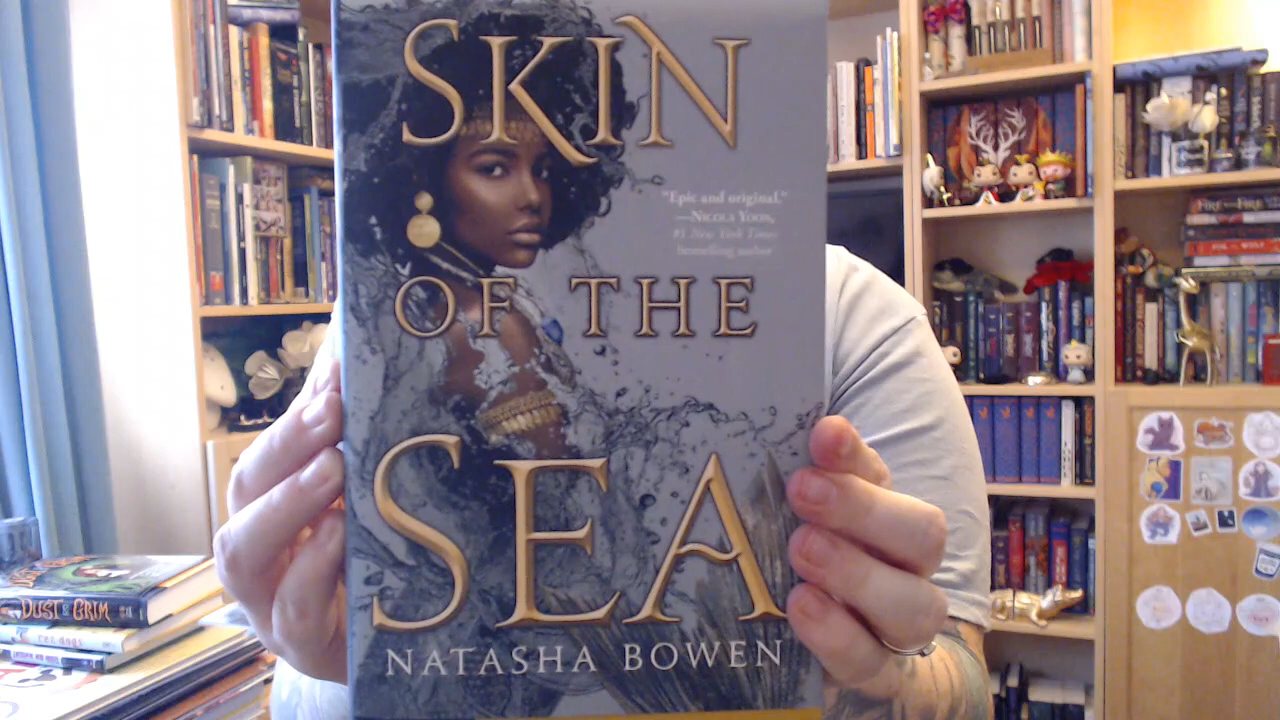 SKIN
"Epic and original."
—NICOLA YOON,
#1 New York Times
bestselling author
OF THE
SEA
NATASHA BOWEN
DUST & GRIM
FIRE